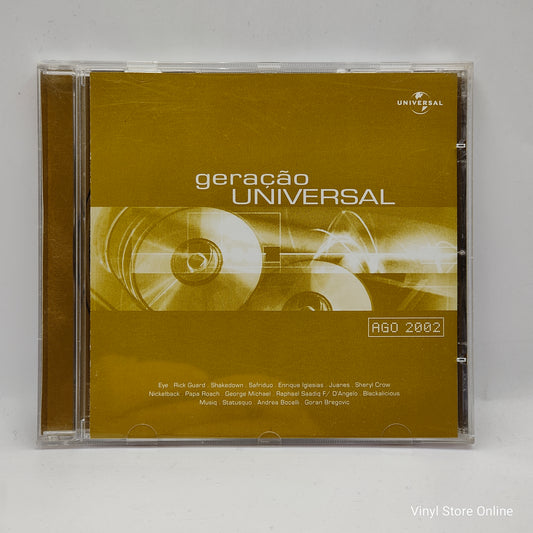 UNIVERSAL
geração
UNIVERSAL
AGO 2002
Eye . Rick Guard . Shakedown . Safriduo . Enrique Iglesias . Juanes . Sheryl Crow
Nickelback . Papa Roach . George Michael . Raphael Saadiq F/ D'Angelo . Blackalicious
Musiq . Statusquo . Andrea Bocelli . Goran Bregovic
Vinyl Store Online